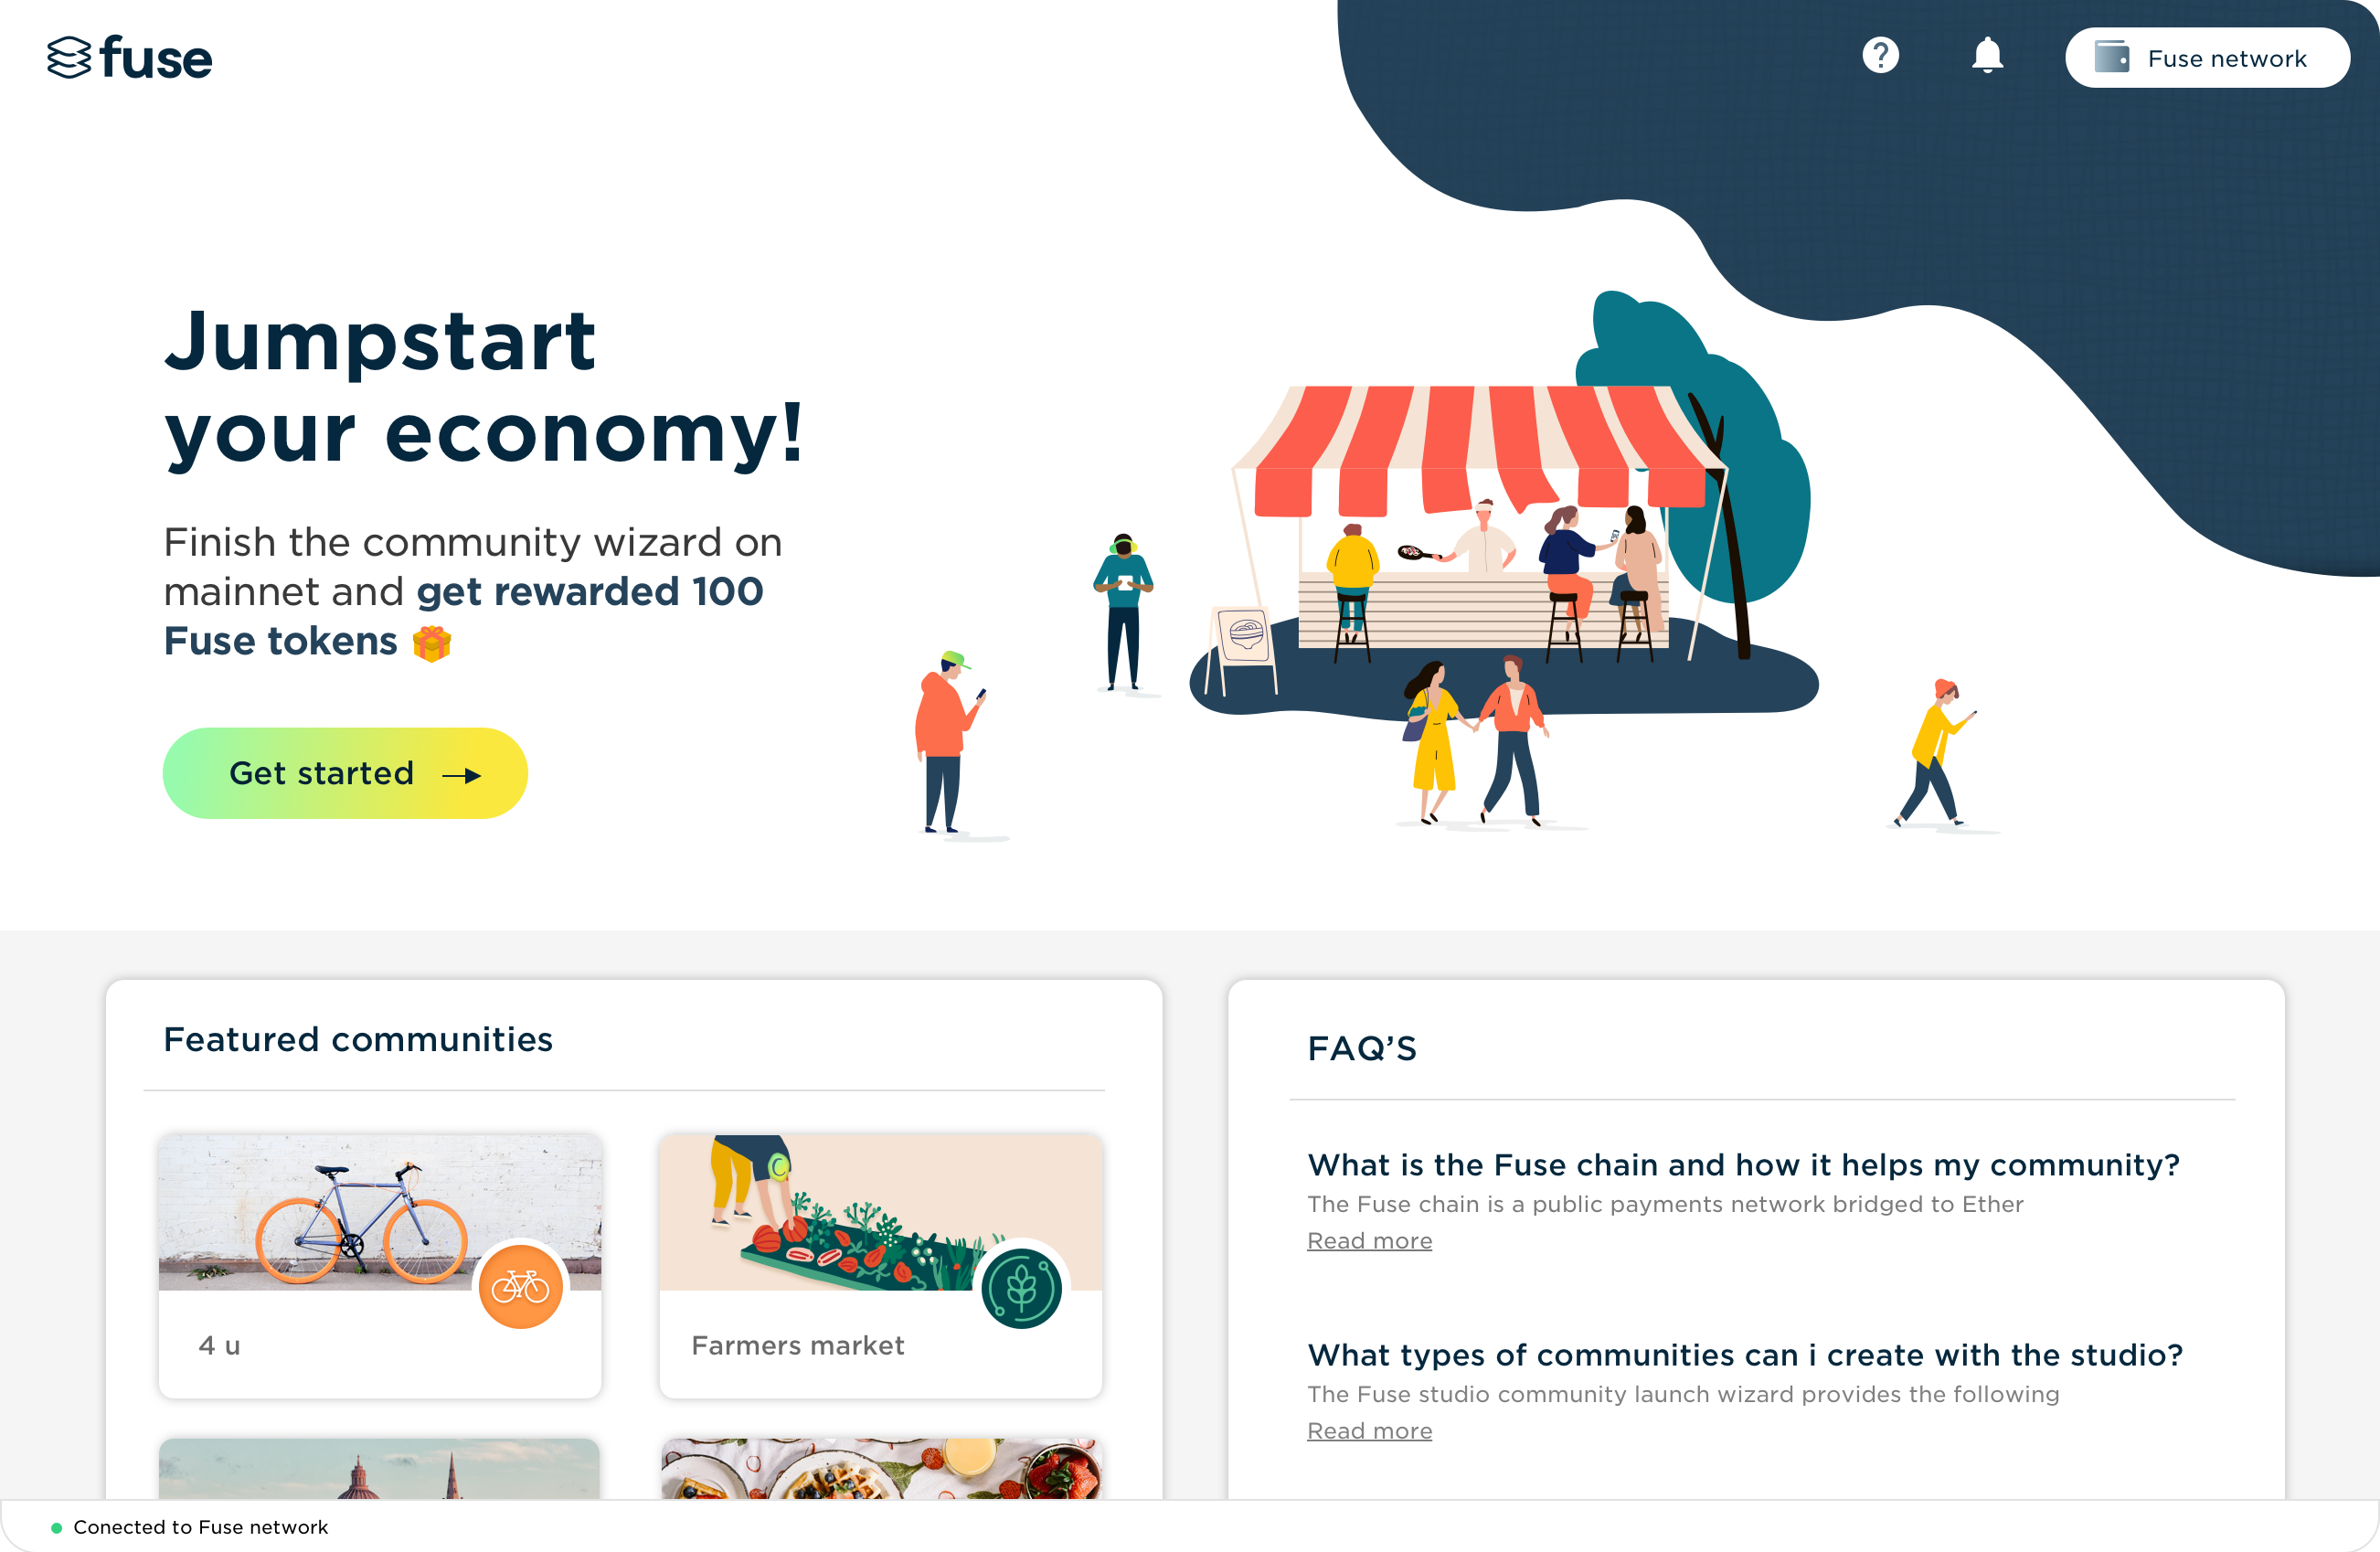 fuse
Fuse network
Jumpstart
your economy!
Finish the community wizard on
mainnet and get rewarded 100
Fuse tokens
Get started
Featured communities
4 u
Farmers market
FAQ’S
What is the Fuse chain and how it helps my community?
The Fuse chain is a public payments network bridged to Ether
Read more
What types of communities can i create with the studio?
The Fuse studio community launch wizard provides the following
Read more
Conected to Fuse network